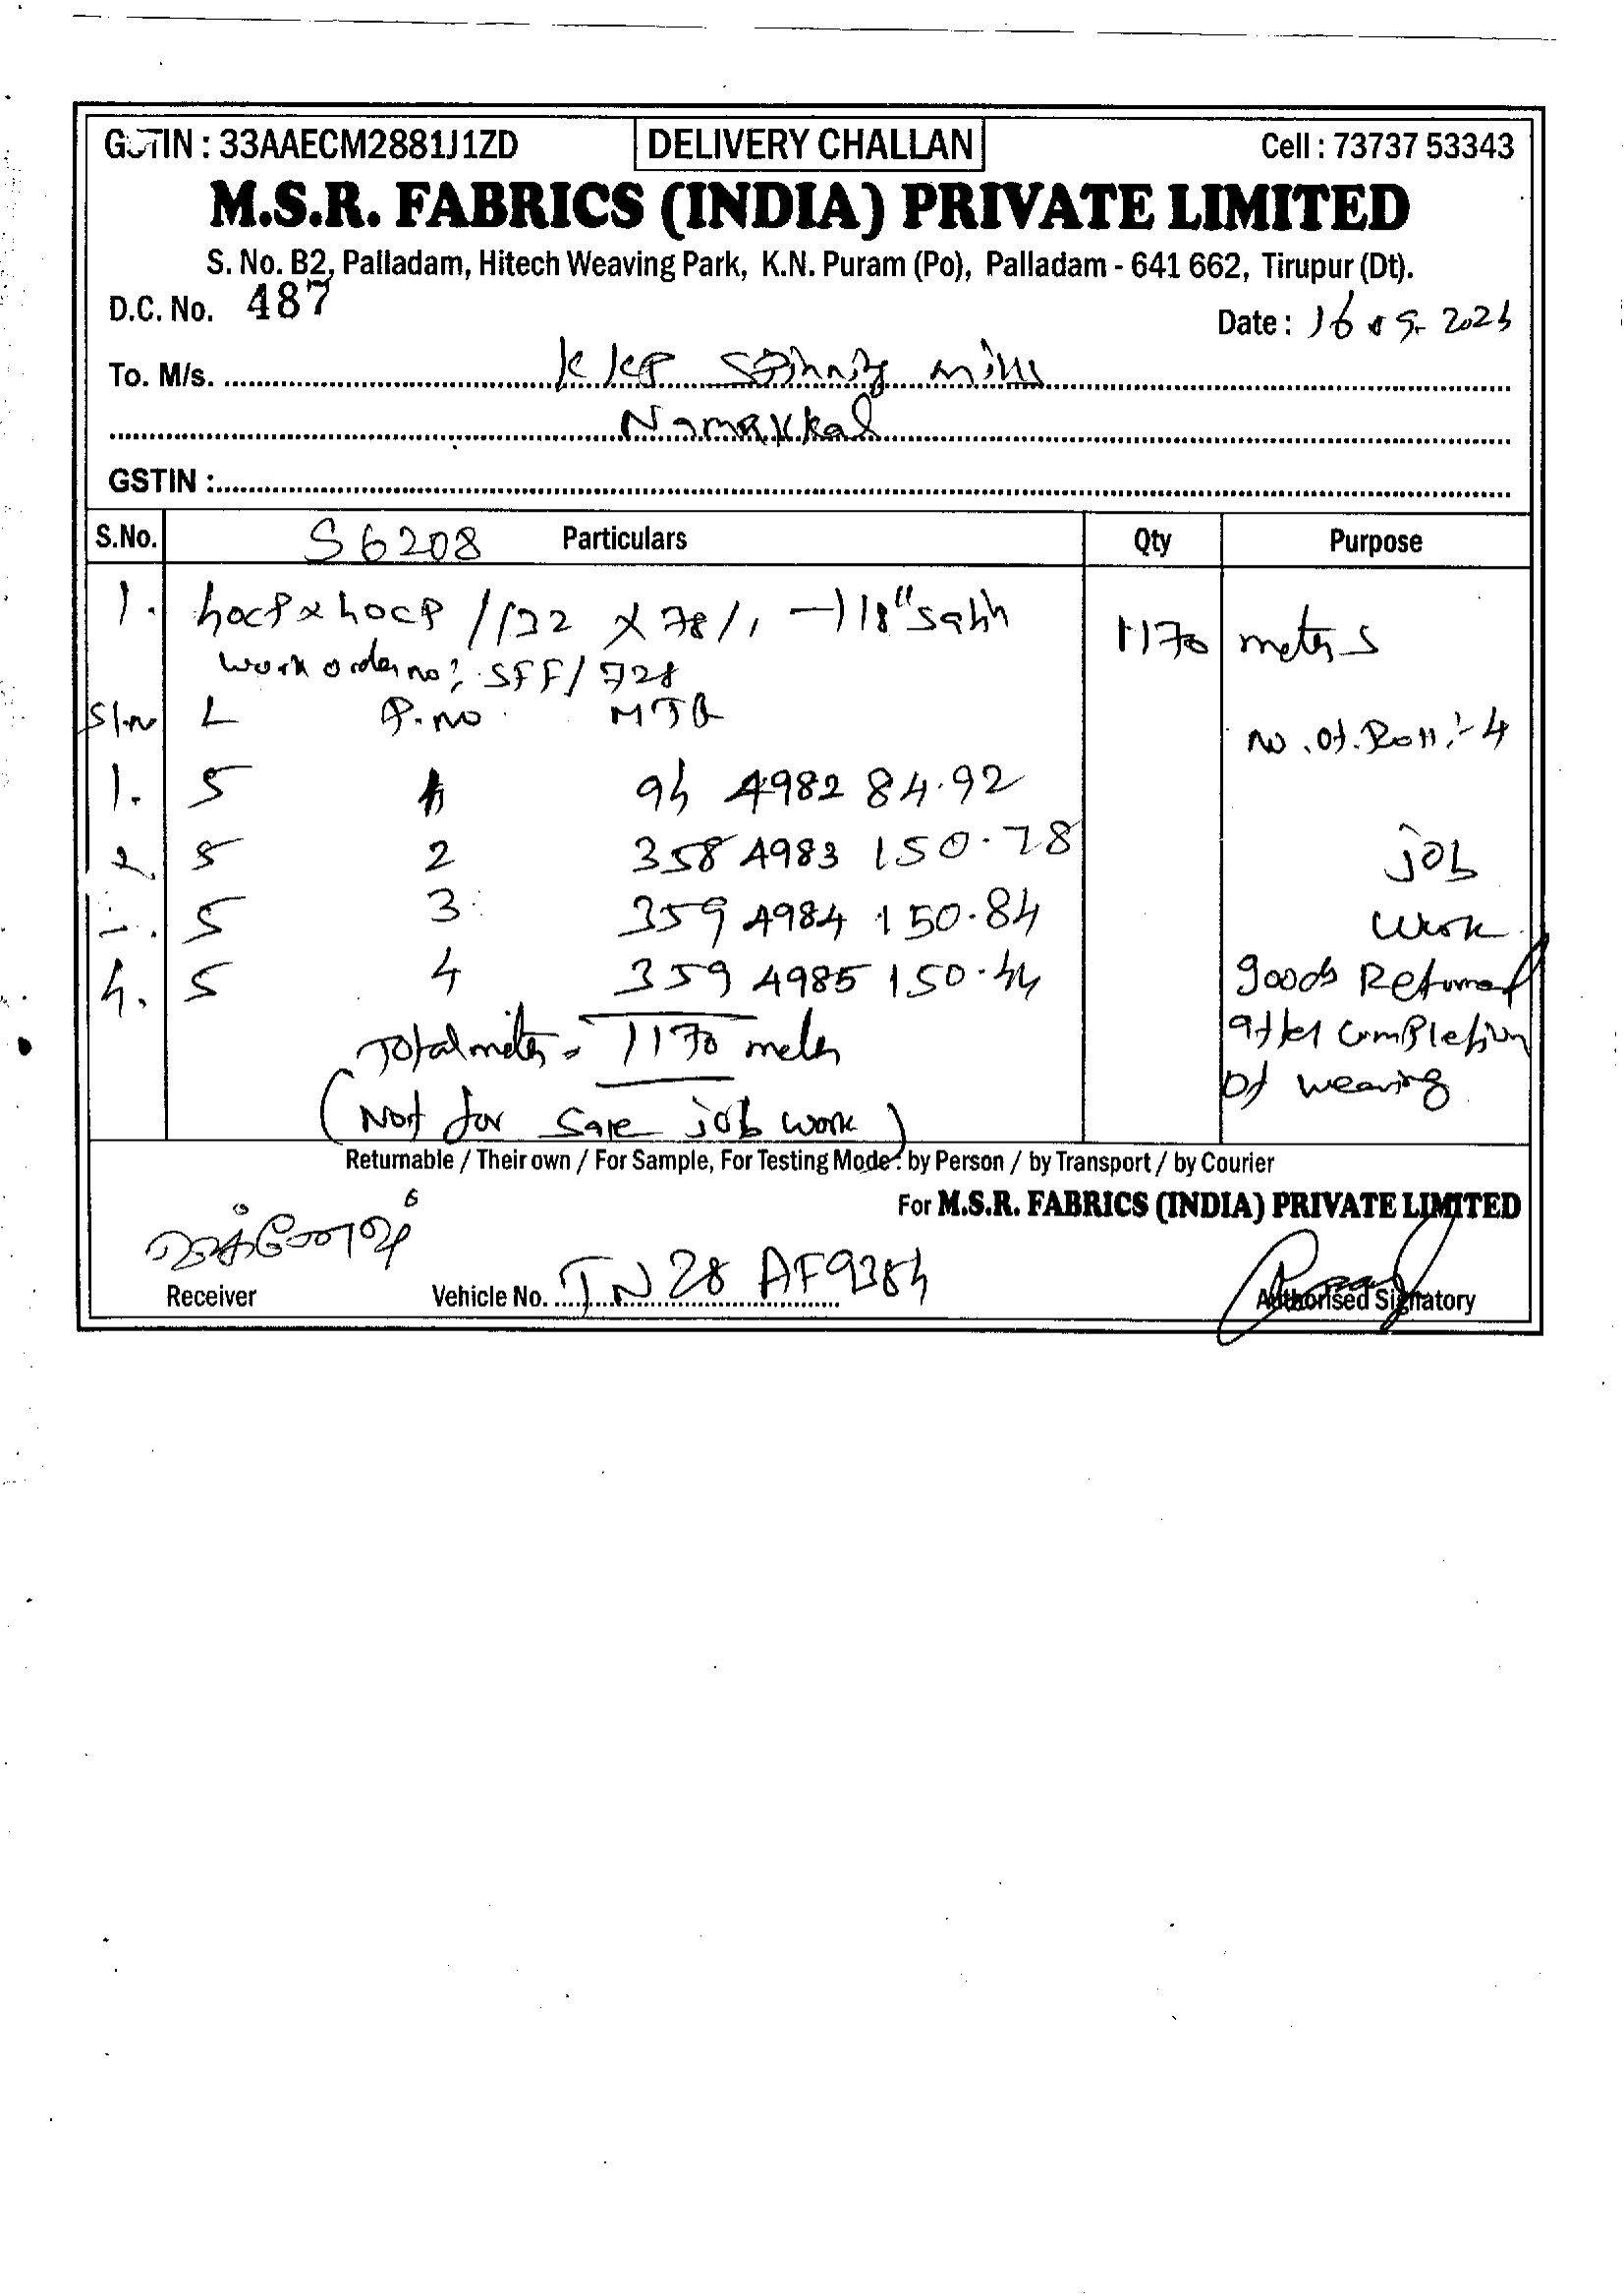 GSTIN : 33AAECM2881J1ZD DELIVERY CHALLAN Cell : 73737 53343
M.S.R. FABRICS (INDIA) PRIVATE LIMITED
S. No. B2, Palladam, Hitech Weaving Park, K.N. Puram (Po), Palladam - 641 662, Tirupur (Dt).
D.C. No. 487
Date : 16 09. 2024
To. M/s. KKP Spinning mills
Namakkal
GSTIN :
S.No. S6208 Particulars Qty Purpose
1. 40CP x 40CP //132 x 78// 118" satin 1170 meters
work order no: SFF/728
Sl.no L P.no MTR
No. of. Roll :- 4
1. 5 1 94 4982 84.92
2. 5 2 358 4983 150.78 job
5 3 359 4984 150.84 work
4. 5 4 359 4985 150.44 goods Returned
Total meter = 1170 meter after completion
of weaving
(Not for sale job work)
Returnable / Their own / For Sample, For Testing Mode : by Person / by Transport / by Courier
For M.S.R. FABRICS (INDIA) PRIVATE LIMITED
Receiver Vehicle No. TN 28 AF9384 Authorised Signatory